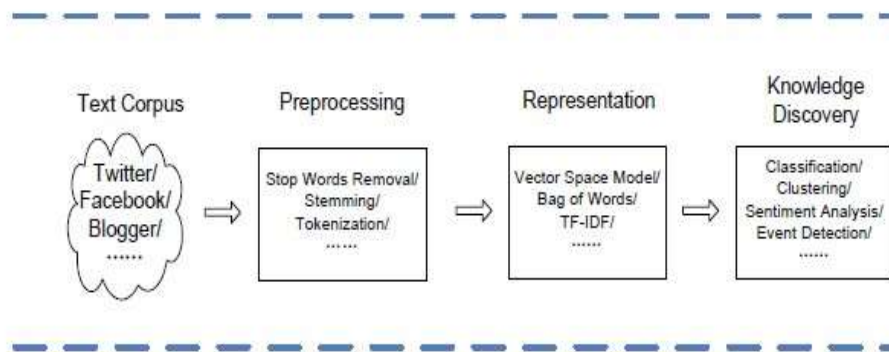 Text Corpus
Twitter/
Facebook/
Blogger/
......
Preprocessing
Stop Words Removal/
Stemming/
Tokenization/
......
Representation
Vector Space Model/
Bag of Words/
TF-IDF/
......
Knowledge
Discovery
Classification/
Clustering/
Sentiment Analysis/
Event Detection/
......